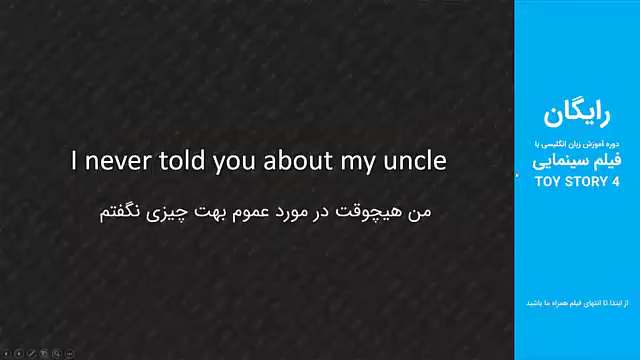 I never told you about my uncle
من هیچوقت در مورد عموم بهت چیزی نگفتم
رایگان
دوره آموزش زبان انگلیسی با
فیلم سینمایی
TOY STORY 4
از ابتدا تا انتهای فیلم همراه ما باشید